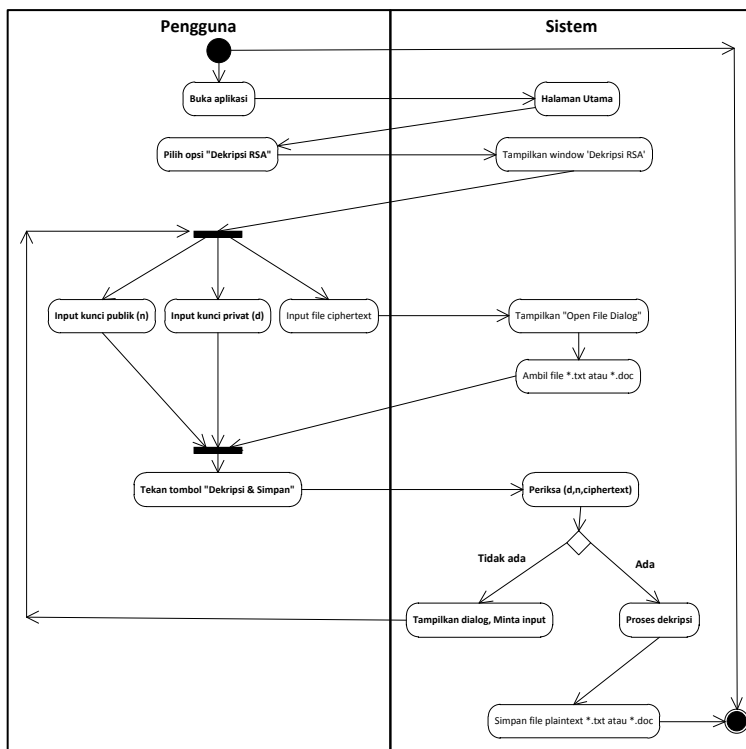 Pengguna
Sistem
Buka aplikasi
Halaman Utama
Pilih opsi "Dekripsi RSA"
Tampilkan window 'Dekripsi RSA'
Input kunci publik (n)
Input kunci privat (d)
Input file ciphertext
Tampilkan "Open File Dialog"
Ambil file *.txt atau *.doc
Tekan tombol "Dekripsi & Simpan"
Periksa (d,n,ciphertext)
Tidak ada
Ada
Tampilkan dialog, Minta input
Proses dekripsi
Simpan file plaintext *.txt atau *.doc